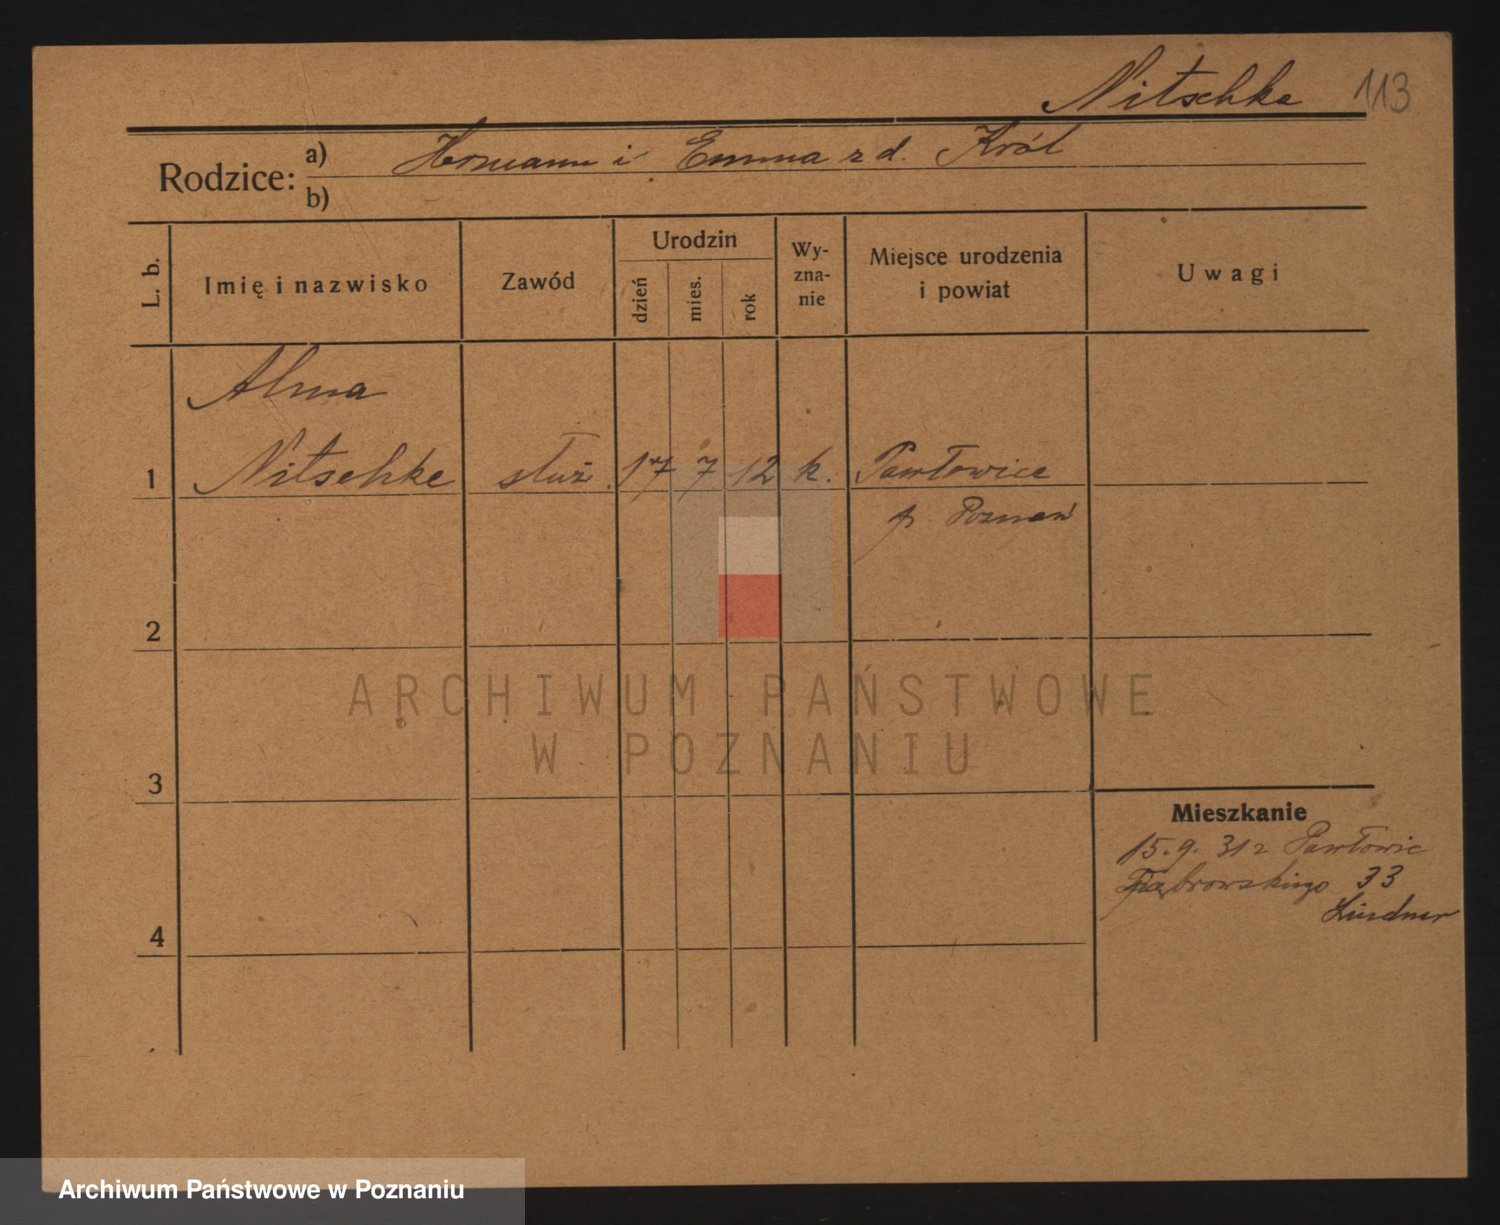 Nitschke 113
Rodzice: a) Hermann i Emma z d. Król
b)
L. b. Imię i nazwisko Zawód Urodzin dzień mies. rok Wy-zna-nie Miejsce urodzenia i powiat Uwagi
Alma
1 Nitschke służ. 17 7 12 k. Pawłowice
p. Poznań
2
ARCHIWUM PAŃSTWOWE
W POZNANIU
3
Mieszkanie
15.9.31 z Pawłowic
Dąbrowskiego 33
Lindner
4
Archiwum Państwowe w Poznaniu